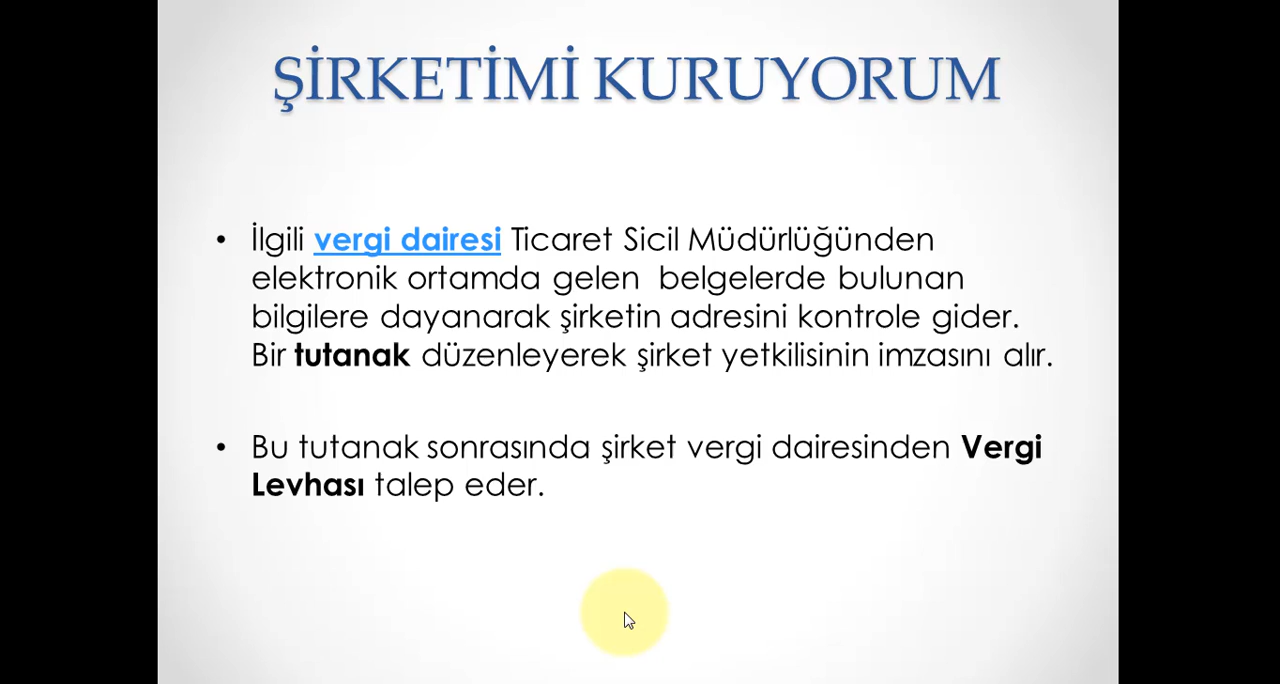 ŞİRKETİMİ KURUYORUM
• İlgili vergi dairesi Ticaret Sicil Müdürlüğünden
elektronik ortamda gelen  belgelerde bulunan
bilgilere dayanarak şirketin adresini kontrole gider.
Bir tutanak düzenleyerek şirket yetkilisinin imzasını alır.
• Bu tutanak sonrasında şirket vergi dairesinden Vergi
Levhası talep eder.